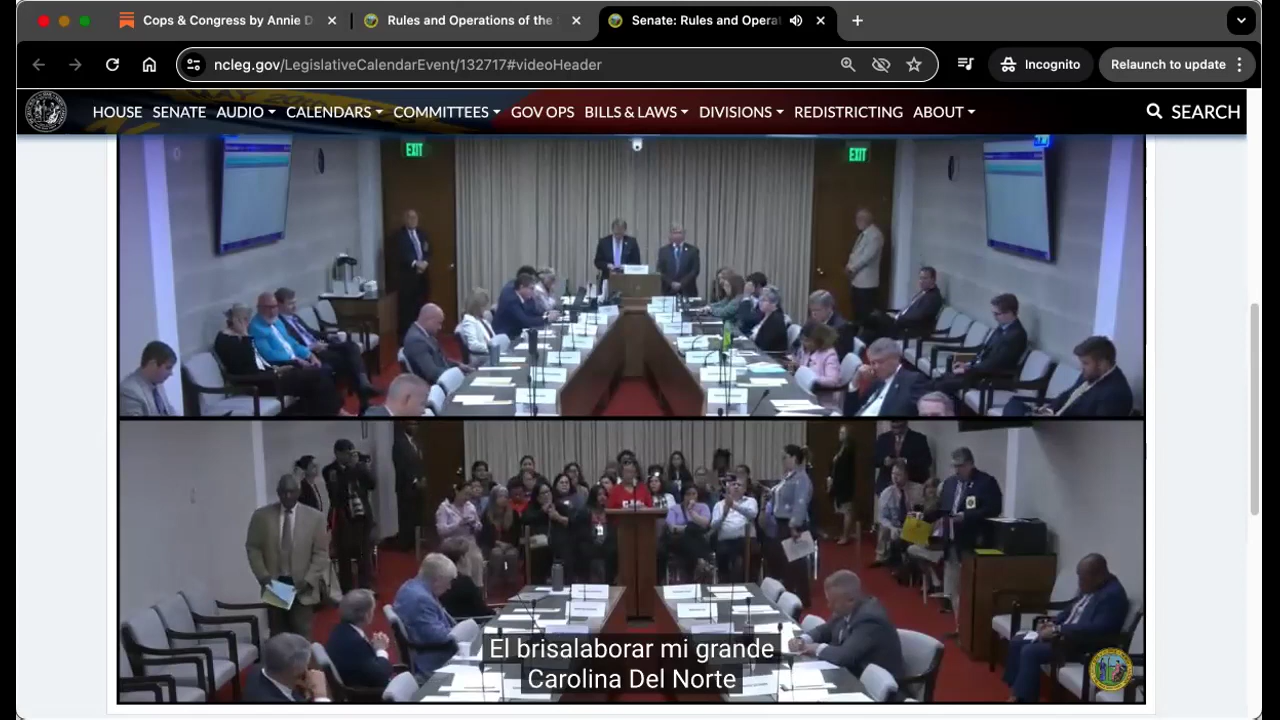 Cops & Congress by Annie D
Rules and Operations of the
Senate: Rules and Opera
ncleg.gov/LegislativeCalendarEvent/132717#videoHeader
Incognito
Relaunch to update
HOUSE
SENATE
AUDIO
CALENDARS
COMMITTEES
GOV OPS
BILLS & LAWS
DIVISIONS
REDISTRICTING
ABOUT
SEARCH
EXIT
EXIT
El brisalaborar mi grande
Carolina Del Norte